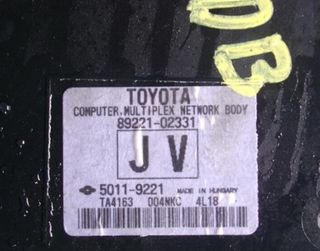 TOYOTA
COMPUTER, MULTIPLEX NETWORK BODY
89221-02331
JV
5011-9221 MADE IN HUNGARY
TA4163 004NKC 4L18